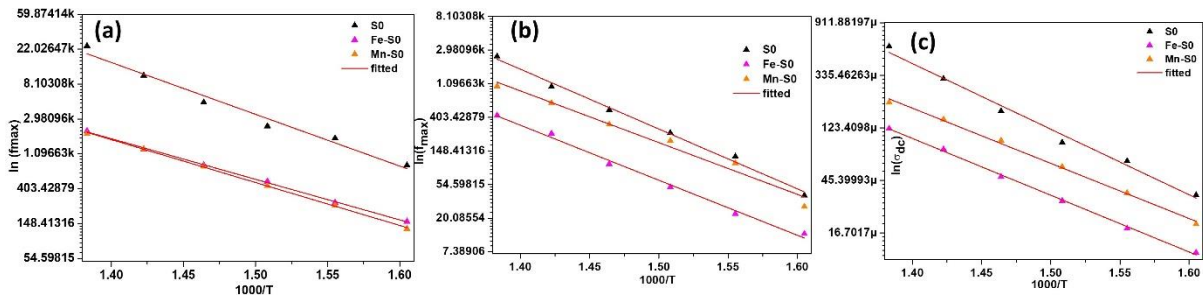 (a)
S0
Fe-S0
Mn-S0
fitted
ln (fmax)
59.87414k
22.02647k
8.10308k
2.98096k
1.09663k
403.42879
148.41316
54.59815
1.40
1.45
1.50
1.55
1.60
1000/T
(b)
S0
Fe-S0
Mn-S0
fitted
ln(fmax)
8.10308k
2.98096k
1.09663k
403.42879
148.41316
54.59815
20.08554
7.38906
1.40
1.45
1.50
1.55
1.60
1000/T
(c)
S0
Fe-S0
Mn-S0
fitted
ln(σdc)
911.88197µ
335.46263µ
123.4098µ
45.39993µ
16.7017µ
1.40
1.45
1.50
1.55
1.60
1000/T